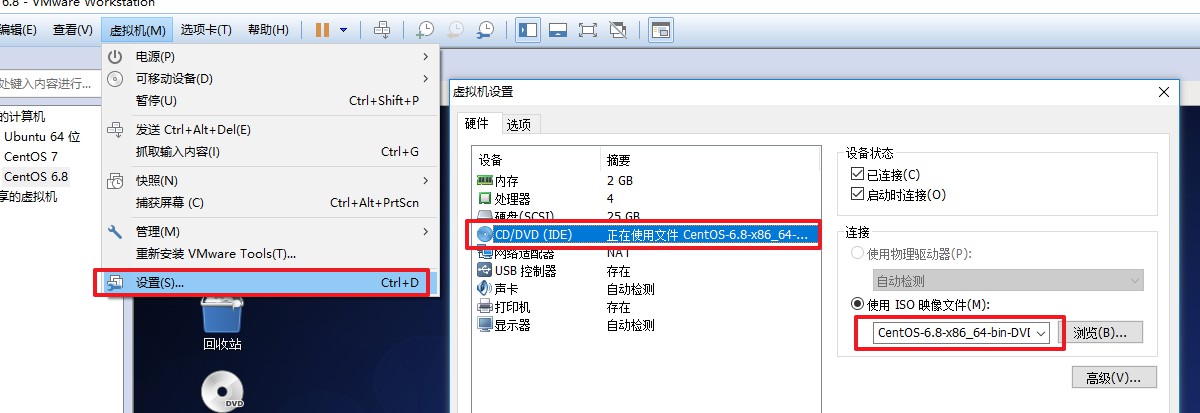 6.8 - VMware Workstation
编辑(E) 查看(V) 虚拟机(M) 选项卡(T) 帮助(H)
电源(P)
处键入内容进行...
可移动设备(D)
暂停(U) Ctrl+Shift+P
的计算机
Ubuntu 64 位
CentOS 7
CentOS 6.8
享的虚拟机
发送 Ctrl+Alt+Del(E)
抓取输入内容(I) Ctrl+G
快照(N)
捕获屏幕 (C) Ctrl+Alt+PrtScn
管理(M)
重新安装 VMware Tools(T)...
设置(S)... Ctrl+D
回收站
DVD
虚拟机设置
硬件 选项
设备 摘要
内存 2 GB
处理器 4
硬盘(SCSI) 25 GB
CD/DVD (IDE) 正在使用文件 CentOS-6.8-x86_64-...
网络适配器 NAT
USB 控制器 存在
声卡 自动检测
打印机 存在
显示器 自动检测
设备状态
已连接(C)
启动时连接(O)
连接
使用物理驱动器(P):
自动检测
使用 ISO 映像文件(M):
CentOS-6.8-x86_64-bin-DVD 浏览(B)...
高级(V)...